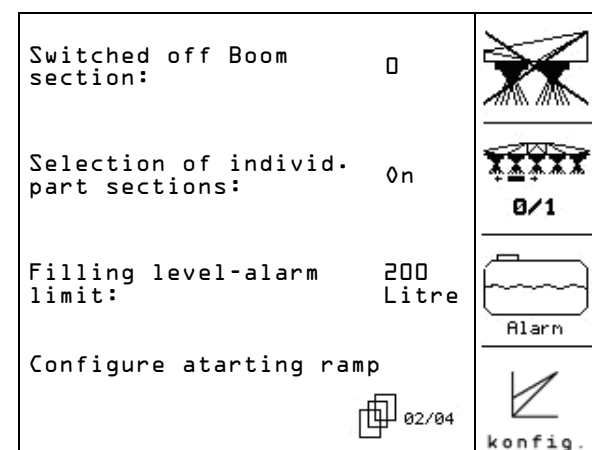 Switched off Boom
section:
0
Selection of individ.
part sections:
On
0/1
Filling level-alarm
limit:
200
Litre
Alarm
Configure atarting ramp
02/04
konfig.